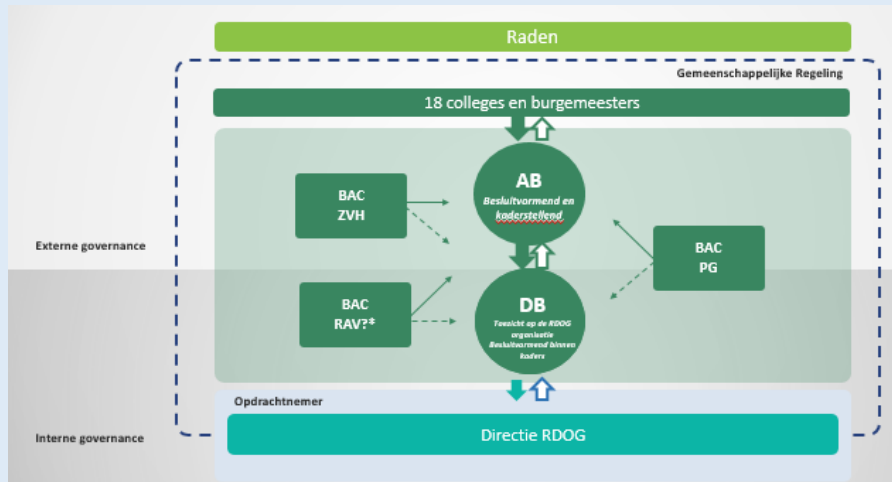 Raden
Gemeenschappelijke Regeling
18 colleges en burgemeesters
AB
Besluitvormend en
kaderstellend
BAC
ZVH
Externe governance
BAC
PG
BAC
RAV?*
DB
Toezicht op de RDOG
organisatie
Besluitvormend binnen
kaders
Opdrachtnemer
Directie RDOG
Interne governance